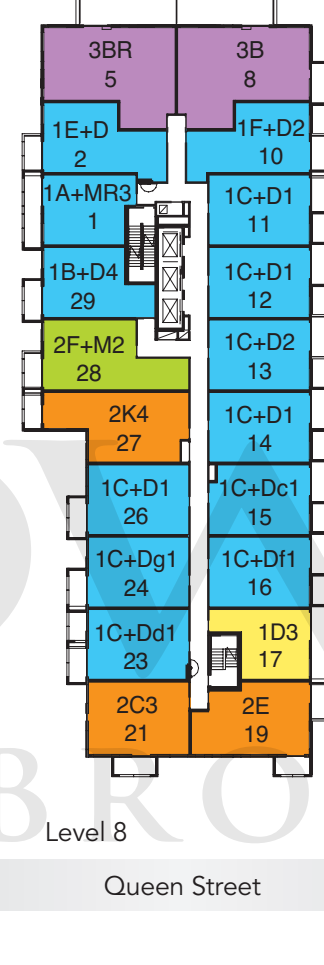 3BR
5
3B
8
1E+D
2
1F+D2
10
1A+MR3
1
1C+D1
11
1B+D4
29
1C+D1
12
2F+M2
28
1C+D2
13
2K4
27
1C+D1
14
1C+D1
26
1C+Dc1
15
1C+Dg1
24
1C+Df1
16
1C+Dd1
23
1D3
17
2C3
21
2E
19
OW
BRO
Level 8
Queen Street